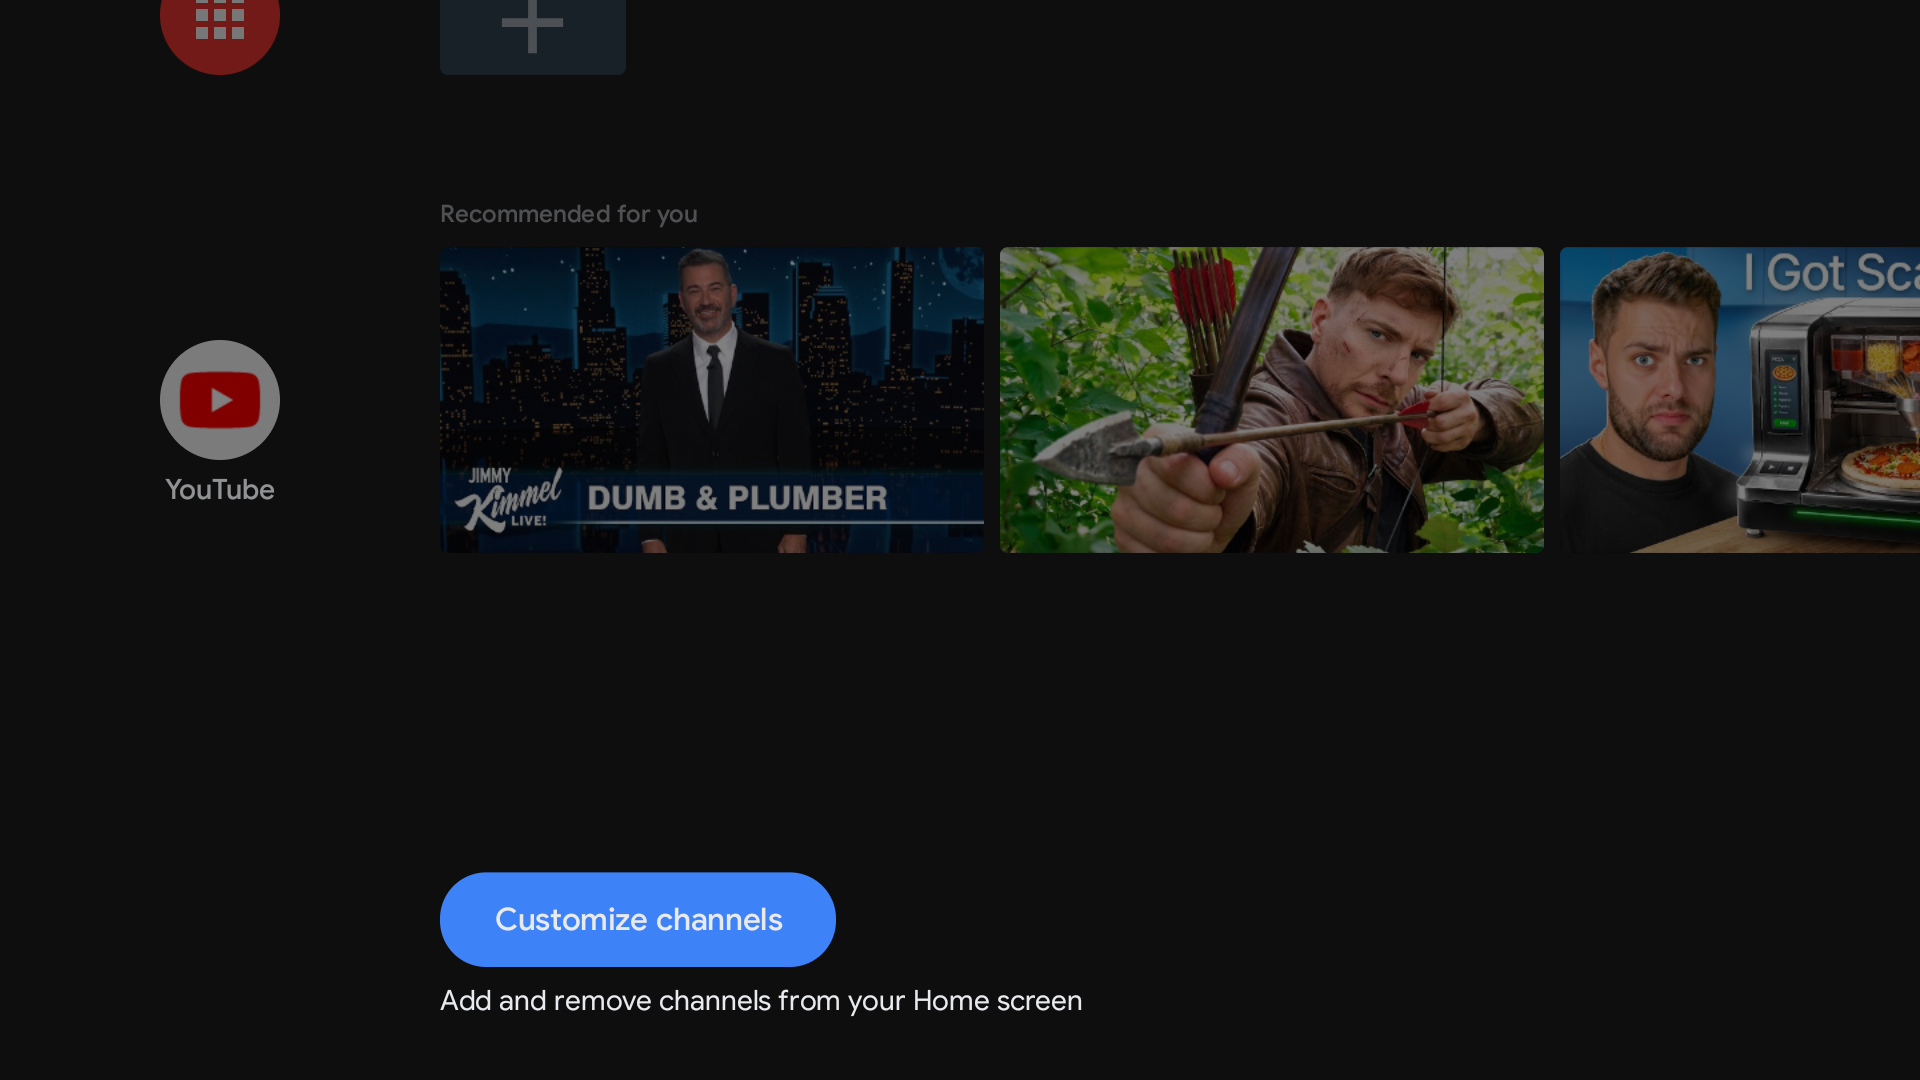 Recommended for you
I Got Sca
JIMMY
Kimmel
LIVE!
DUMB & PLUMBER
YouTube
Customize channels
Add and remove channels from your Home screen